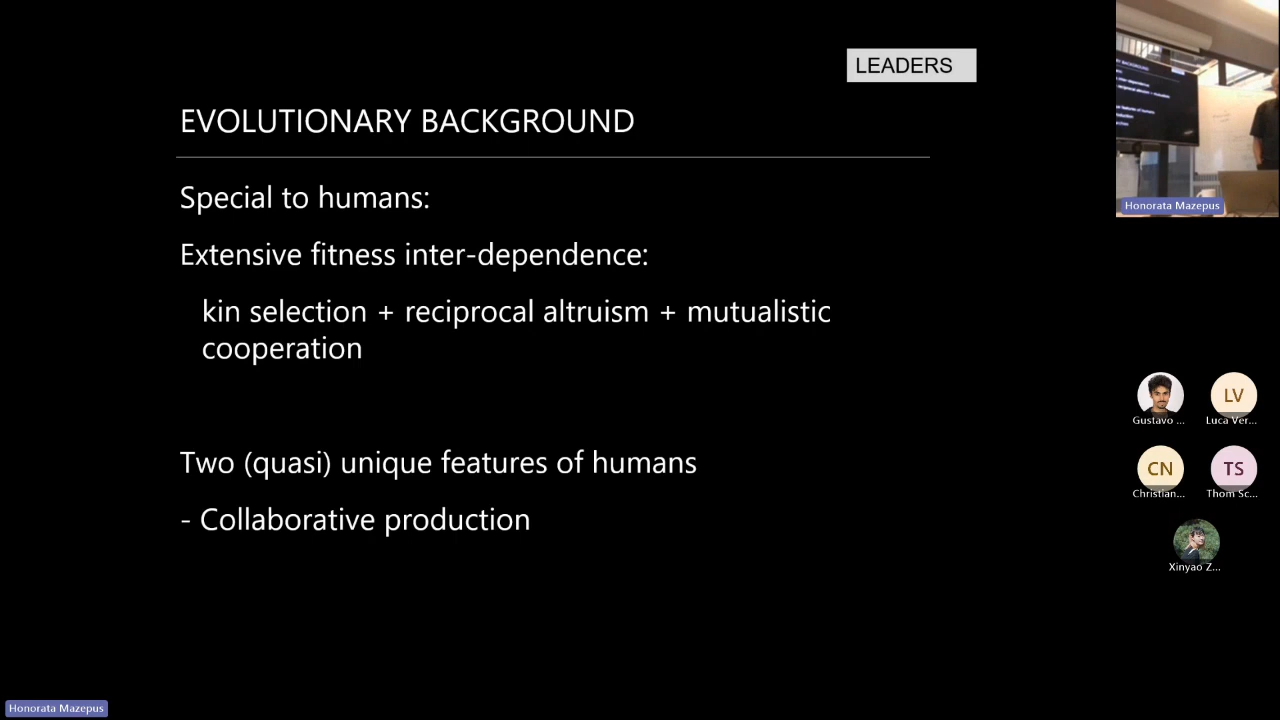 LEADERS
EVOLUTIONARY BACKGROUND
Special to humans:
Extensive fitness inter-dependence:
kin selection + reciprocal altruism + mutualistic
cooperation
Two (quasi) unique features of humans
- Collaborative production
Honorata Mazepus
Gustavo ...
LV
Luca Ver...
CN
Christian...
TS
Thom Sc...
Xinyao Z...
Honorata Mazepus